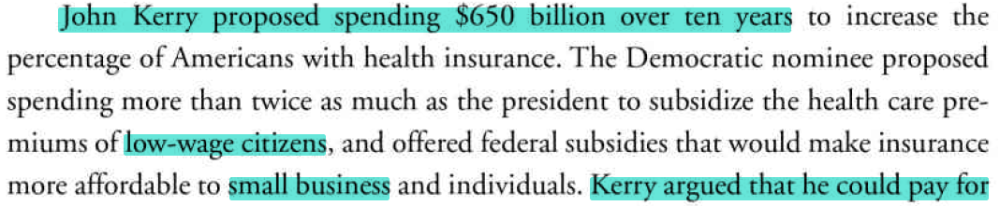 John Kerry proposed spending $650 billion over ten years to increase the
percentage of Americans with health insurance. The Democratic nominee proposed
spending more than twice as much as the president to subsidize the health care pre-
miums of low-wage citizens, and offered federal subsidies that would make insurance
more affordable to small business and individuals. Kerry argued that he could pay for